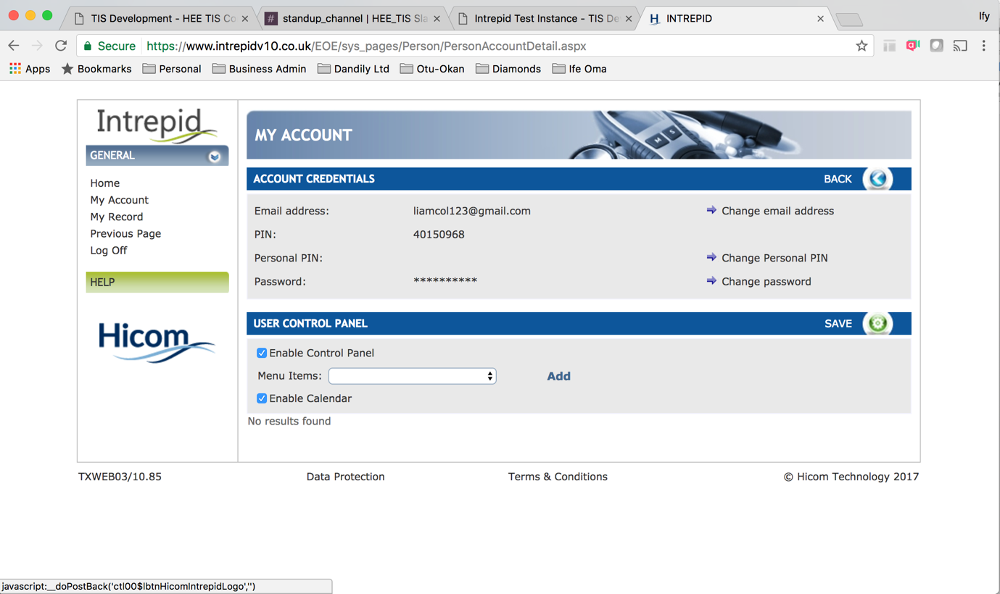 TIS Development - HEE TIS Co
# standup_channel | HEE_TIS Sla
Intrepid Test Instance - TIS De
H INTREPID
Ify
Secure https://www.intrepidv10.co.uk/EOE/sys_pages/Person/PersonAccountDetail.aspx
Apps Bookmarks Personal Business Admin Dandily Ltd Otu-Okan Diamonds Ife Oma
Intrepid
GENERAL
Home
My Account
My Record
Previous Page
Log Off
HELP
Hicom
MY ACCOUNT
M S
ACCOUNT CREDENTIALS BACK
Email address: liamcol123@gmail.com Change email address
PIN: 40150968
Personal PIN: Change Personal PIN
Password: ********** Change password
USER CONTROL PANEL SAVE
Enable Control Panel
Menu Items: Add
Enable Calendar
No results found
TXWEB03/10.85 Data Protection Terms & Conditions © Hicom Technology 2017
javascript:__doPostBack('ctl00$lbtnHicomIntrepidLogo','')